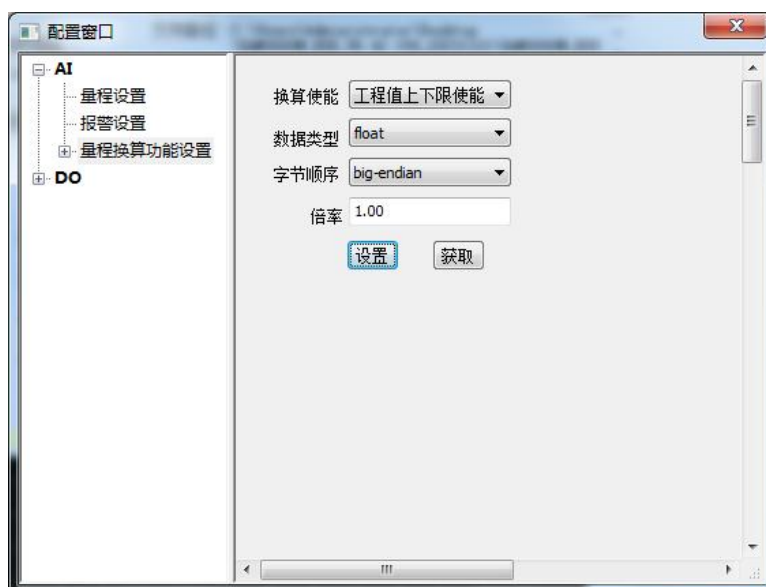 配置窗口
AI
量程设置
报警设置
量程换算功能设置
DO
换算使能 工程值上下限使能
数据类型 float
字节顺序 big-endian
倍率 1.00
设置 获取